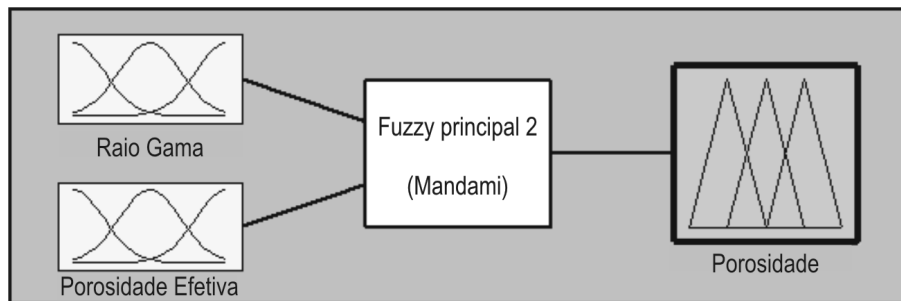 Raio Gama
Porosidade Efetiva
Fuzzy principal 2
(Mandami)
Porosidade